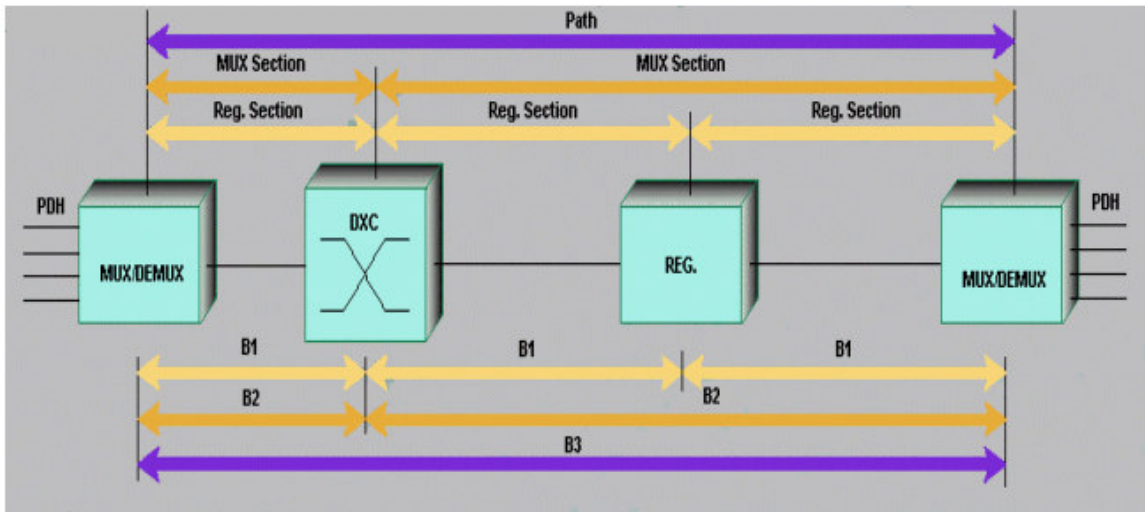 Path
MUX Section MUX Section
Reg. Section Reg. Section Reg. Section
PDH DXC PDH
MUX/DEMUX REG. MUX/DEMUX
B1 B1 B1
B2 B2
B3